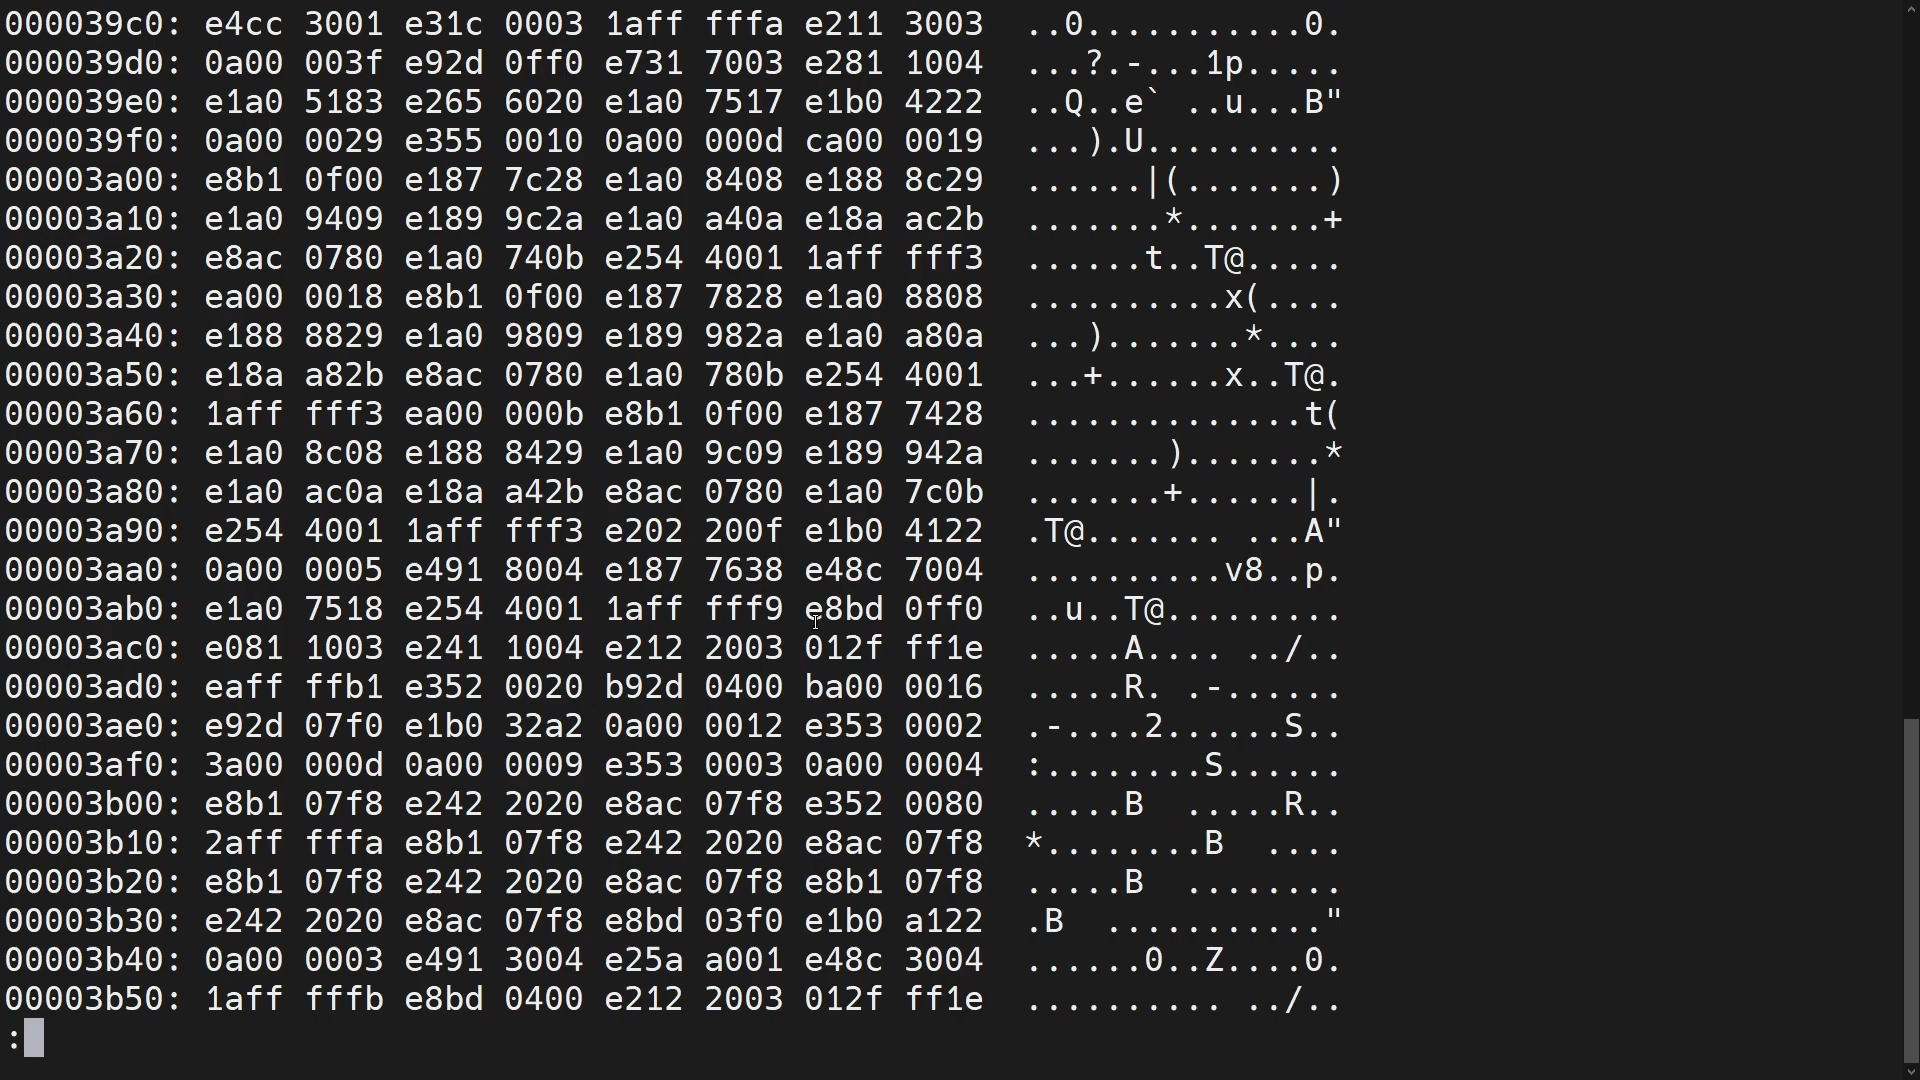 000039c0: e4cc 3001 e31c 0003 1aff fffa e211 3003  ..0...........0.
000039d0: 0a00 003f e92d 0ff0 e731 7003 e281 1004  ...?.-...1p.....
000039e0: e1a0 5183 e265 6020 e1a0 7517 e1b0 4222  ..Q..e` ..u...B"
000039f0: 0a00 0029 e355 0010 0a00 000d ca00 0019  ...).U..........
00003a00: e8b1 0f00 e187 7c28 e1a0 8408 e188 8c29  ......|(.......)
00003a10: e1a0 9409 e189 9c2a e1a0 a40a e18a ac2b  .......*.......+
00003a20: e8ac 0780 e1a0 740b e254 4001 1aff fff3  ......t..T@.....
00003a30: ea00 0018 e8b1 0f00 e187 7828 e1a0 8808  ..........x(....
00003a40: e188 8829 e1a0 9809 e189 982a e1a0 a80a  ...).......*....
00003a50: e18a a82b e8ac 0780 e1a0 780b e254 4001  ...+......x..T@.
00003a60: 1aff fff3 ea00 000b e8b1 0f00 e187 7428  ..............t(
00003a70: e1a0 8c08 e188 8429 e1a0 9c09 e189 942a  .......).......*
00003a80: e1a0 ac0a e18a a42b e8ac 0780 e1a0 7c0b  .......+......|.
00003a90: e254 4001 1aff fff3 e202 200f e1b0 4122  .T@....... ...A"
00003aa0: 0a00 0005 e491 8004 e187 7638 e48c 7004  ..........v8..p.
00003ab0: e1a0 7518 e254 4001 1aff fff9 e8bd 0ff0  ..u..T@.........
00003ac0: e081 1003 e241 1004 e212 2003 012f ff1e  .....A.... ../..
00003ad0: eaff ffb1 e352 0020 b92d 0400 ba00 0016  .....R. .-......
00003ae0: e92d 07f0 e1b0 32a2 0a00 0012 e353 0002  .-....2......S..
00003af0: 3a00 000d 0a00 0009 e353 0003 0a00 0004  :........S......
00003b00: e8b1 07f8 e242 2020 e8ac 07f8 e352 0080  .....B  .....R..
00003b10: 2aff fffa e8b1 07f8 e242 2020 e8ac 07f8  *........B  ....
00003b20: e8b1 07f8 e242 2020 e8ac 07f8 e8b1 07f8  .....B  ........
00003b30: e242 2020 e8ac 07f8 e8bd 03f0 e1b0 a122  .B  ..........."
00003b40: 0a00 0003 e491 3004 e25a a001 e48c 3004  ......0..Z....0.
00003b50: 1aff fffb e8bd 0400 e212 2003 012f ff1e  .......... ../..
: